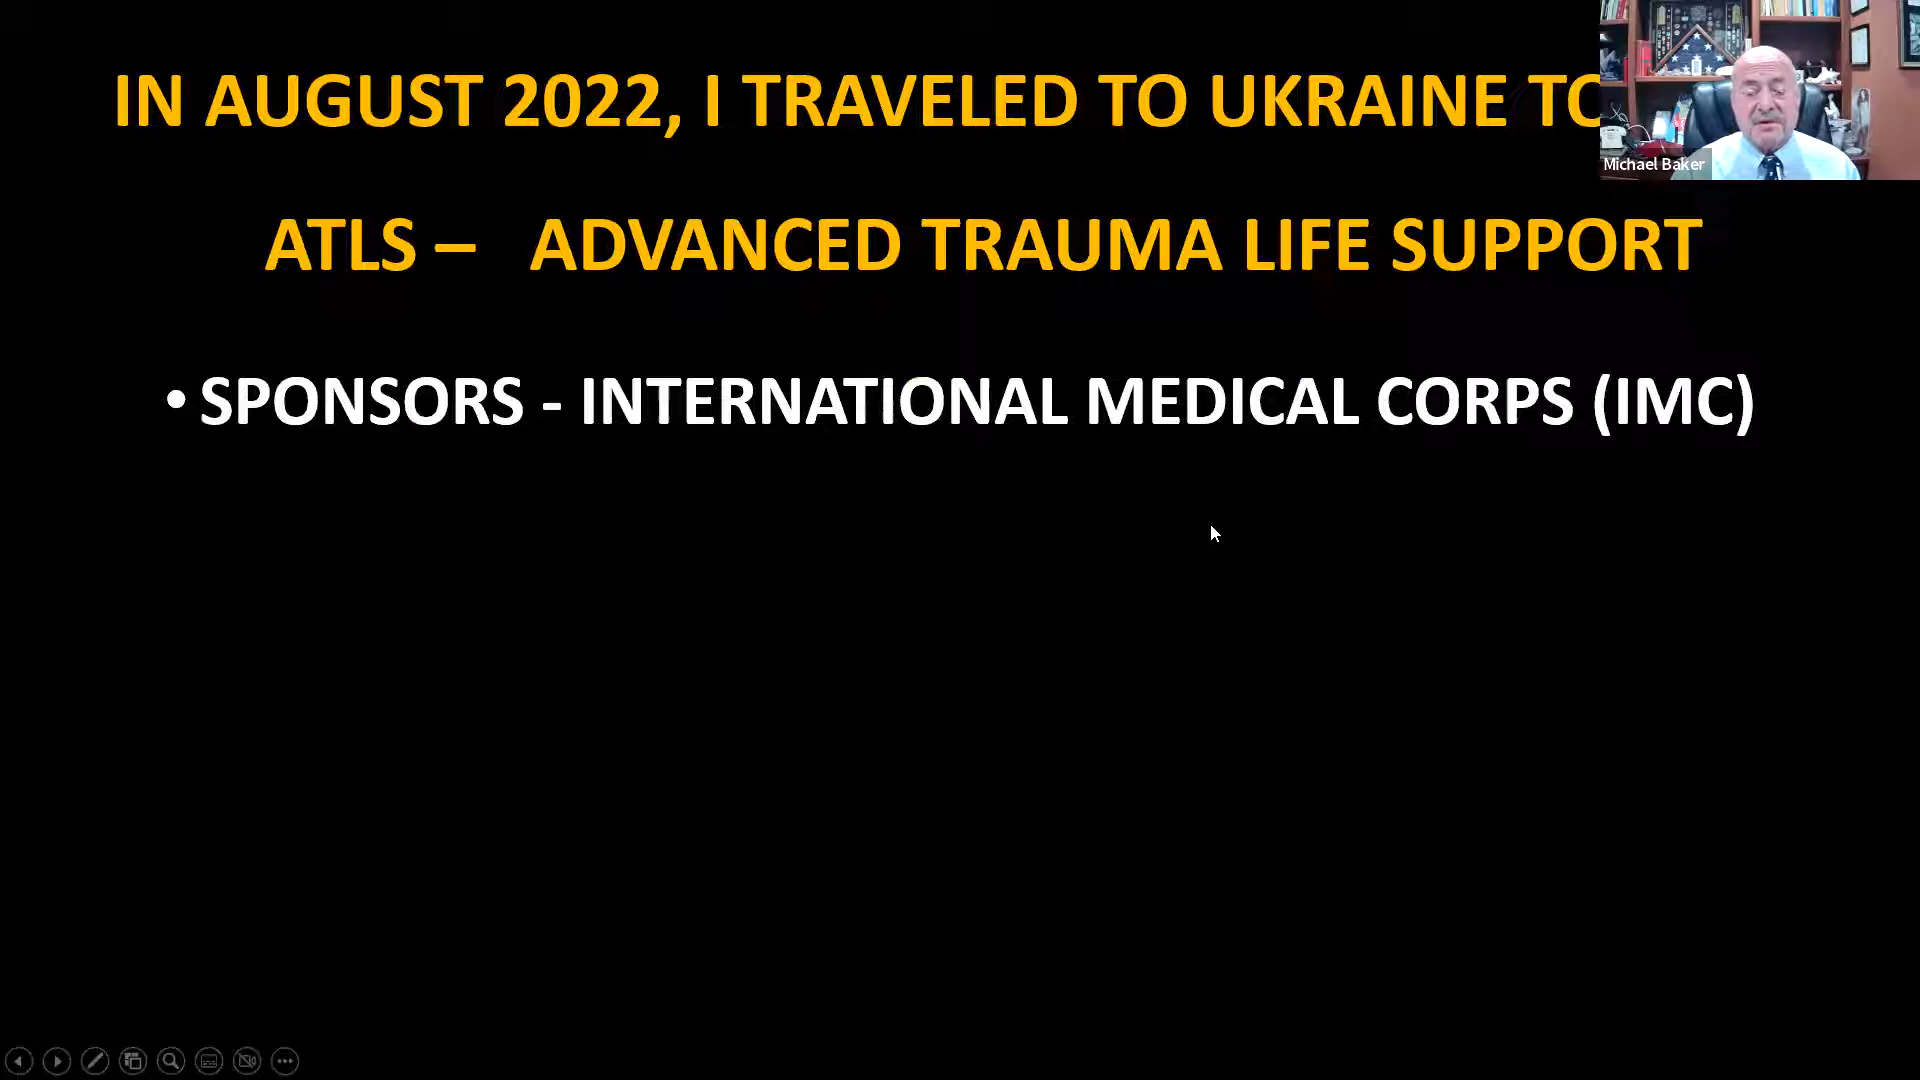 IN AUGUST 2022, I TRAVELED TO UKRAINE TO
ATLS – ADVANCED TRAUMA LIFE SUPPORT
• SPONSORS - INTERNATIONAL MEDICAL CORPS (IMC)
Michael Baker